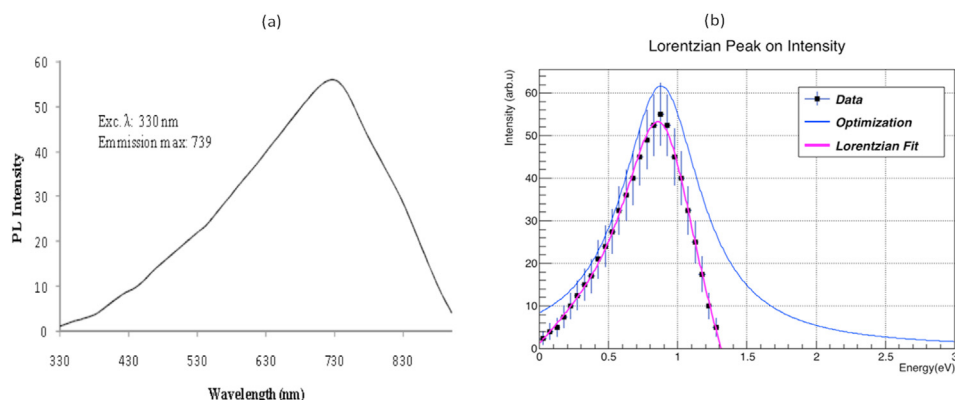 (a)
60
50
40
30
20
10
0
PL Intensity
Exc. λ: 330 nm
Emmission max: 739
330 430 530 630 730 830
Wavelength (nm)
(b)
Lorentzian Peak on Intensity
Intensity (arb.u)
60
50
40
30
20
10
0
Data
Optimization
Lorentzian Fit
0 0.5 1 1.5 2 2.5 3
Energy(eV)